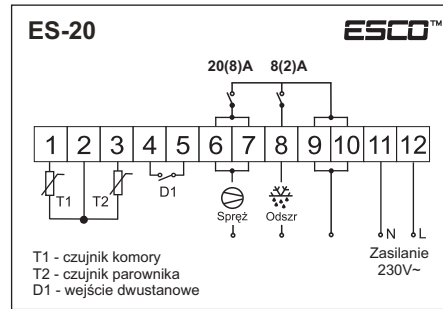 ES-20
ESCO™
20(8)A 8(2)A
1 2 3 4 5 6 7 8 9 10 11 12
T1 T2 D1
Spręż Odszr N L
T1 - czujnik komory
T2 - czujnik parownika
D1 - wejście dwustanowe
Zasilanie
230V~